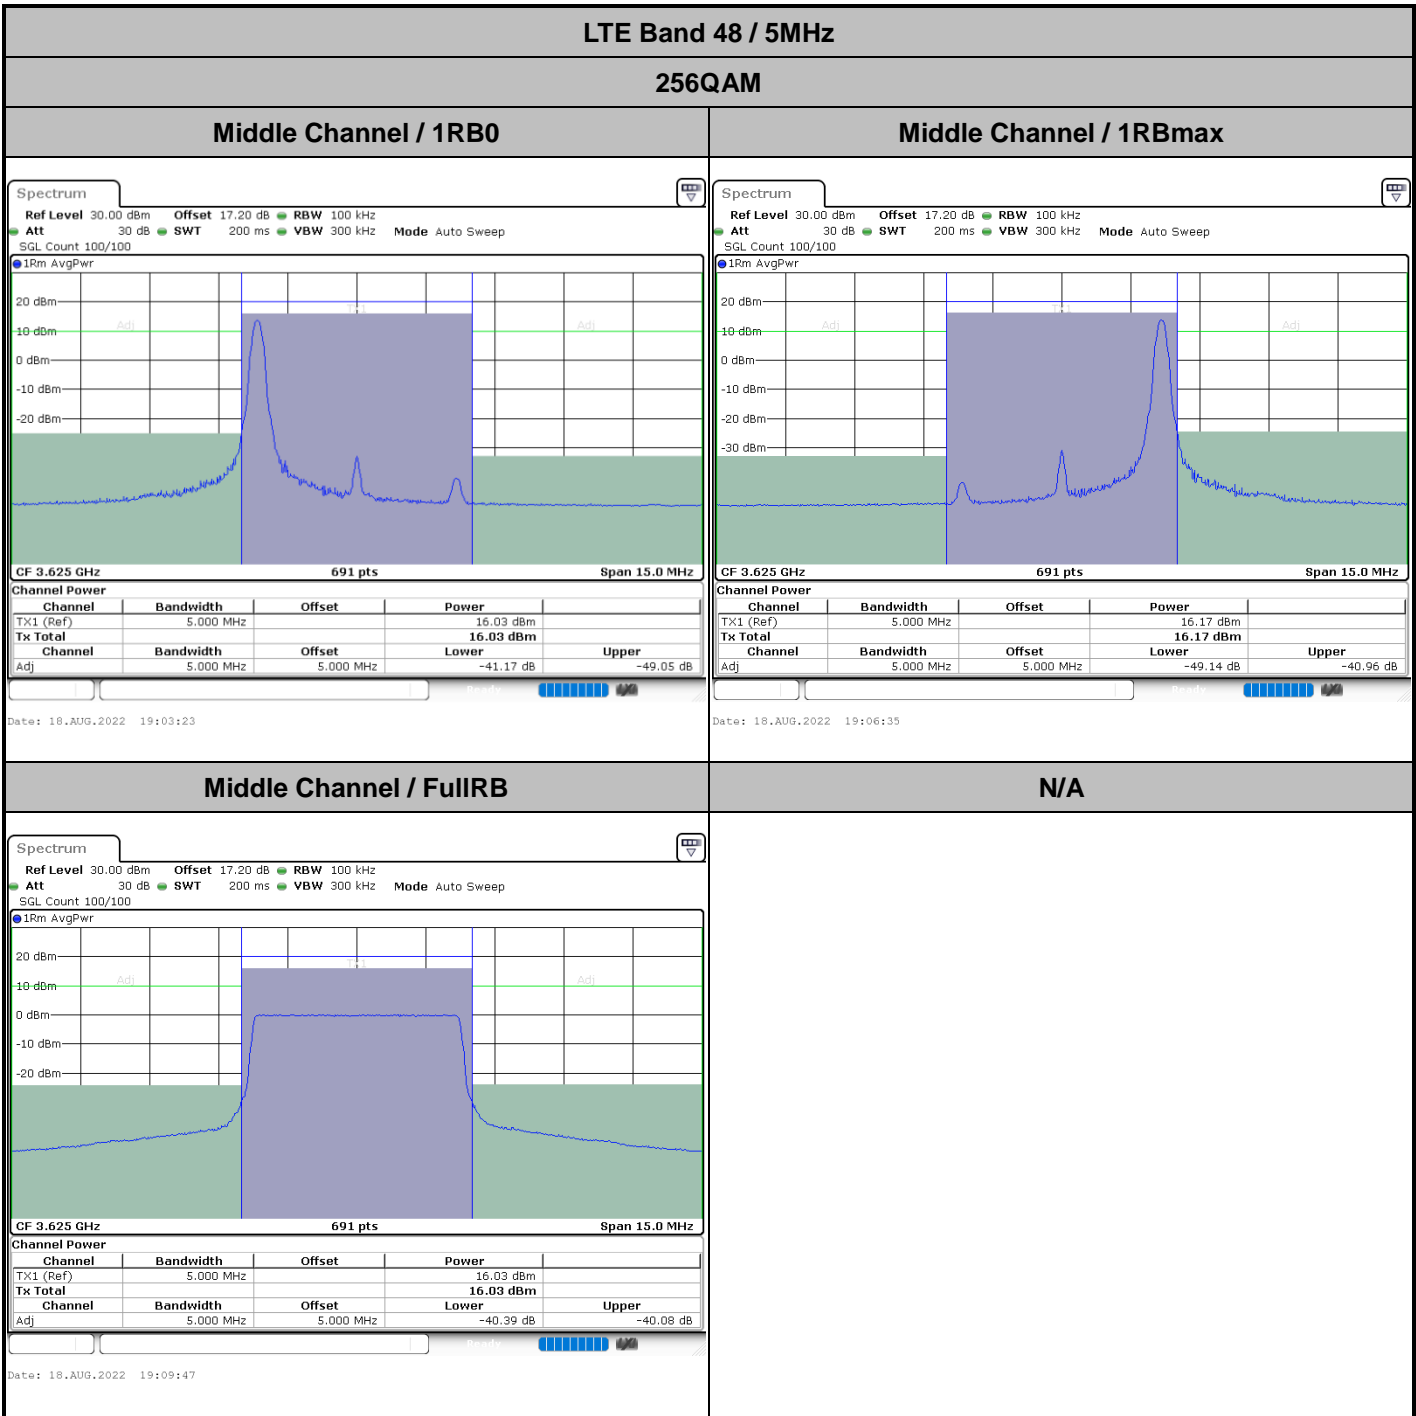 LTE Band 48 / 5MHz
256QAM
Middle Channel / 1RB0
Middle Channel / 1RBmax
Spectrum
Ref Level 30.00 dBm Offset 17.20 dB RBW 100 kHz
Att 30 dB SWT 200 ms VBW 300 kHz Mode Auto Sweep
SGL Count 100/100
1Rm AvgPwr
TX1
20 dBm
Adj
Adj
10 dBm
0 dBm
-10 dBm
-20 dBm
CF 3.625 GHz 691 pts Span 15.0 MHz
Channel Power
Channel Bandwidth Offset Power
TX1 (Ref) 5.000 MHz 16.03 dBm
Tx Total 16.03 dBm
Channel Bandwidth Offset Lower Upper
Adj 5.000 MHz 5.000 MHz -41.17 dB -49.05 dB
Ready
Date: 18.AUG.2022 19:03:23
Spectrum
Ref Level 30.00 dBm Offset 17.20 dB RBW 100 kHz
Att 30 dB SWT 200 ms VBW 300 kHz Mode Auto Sweep
SGL Count 100/100
1Rm AvgPwr
TX1
20 dBm
Adj
Adj
10 dBm
0 dBm
-10 dBm
-20 dBm
-30 dBm
CF 3.625 GHz 691 pts Span 15.0 MHz
Channel Power
Channel Bandwidth Offset Power
TX1 (Ref) 5.000 MHz 16.17 dBm
Tx Total 16.17 dBm
Channel Bandwidth Offset Lower Upper
Adj 5.000 MHz 5.000 MHz -49.14 dB -40.96 dB
Ready
Date: 18.AUG.2022 19:06:35
Middle Channel / FullRB
N/A
Spectrum
Ref Level 30.00 dBm Offset 17.20 dB RBW 100 kHz
Att 30 dB SWT 200 ms VBW 300 kHz Mode Auto Sweep
SGL Count 100/100
1Rm AvgPwr
TX1
20 dBm
Adj
Adj
10 dBm
0 dBm
-10 dBm
-20 dBm
CF 3.625 GHz 691 pts Span 15.0 MHz
Channel Power
Channel Bandwidth Offset Power
TX1 (Ref) 5.000 MHz 16.03 dBm
Tx Total 16.03 dBm
Channel Bandwidth Offset Lower Upper
Adj 5.000 MHz 5.000 MHz -40.39 dB -40.08 dB
Ready
Date: 18.AUG.2022 19:09:47